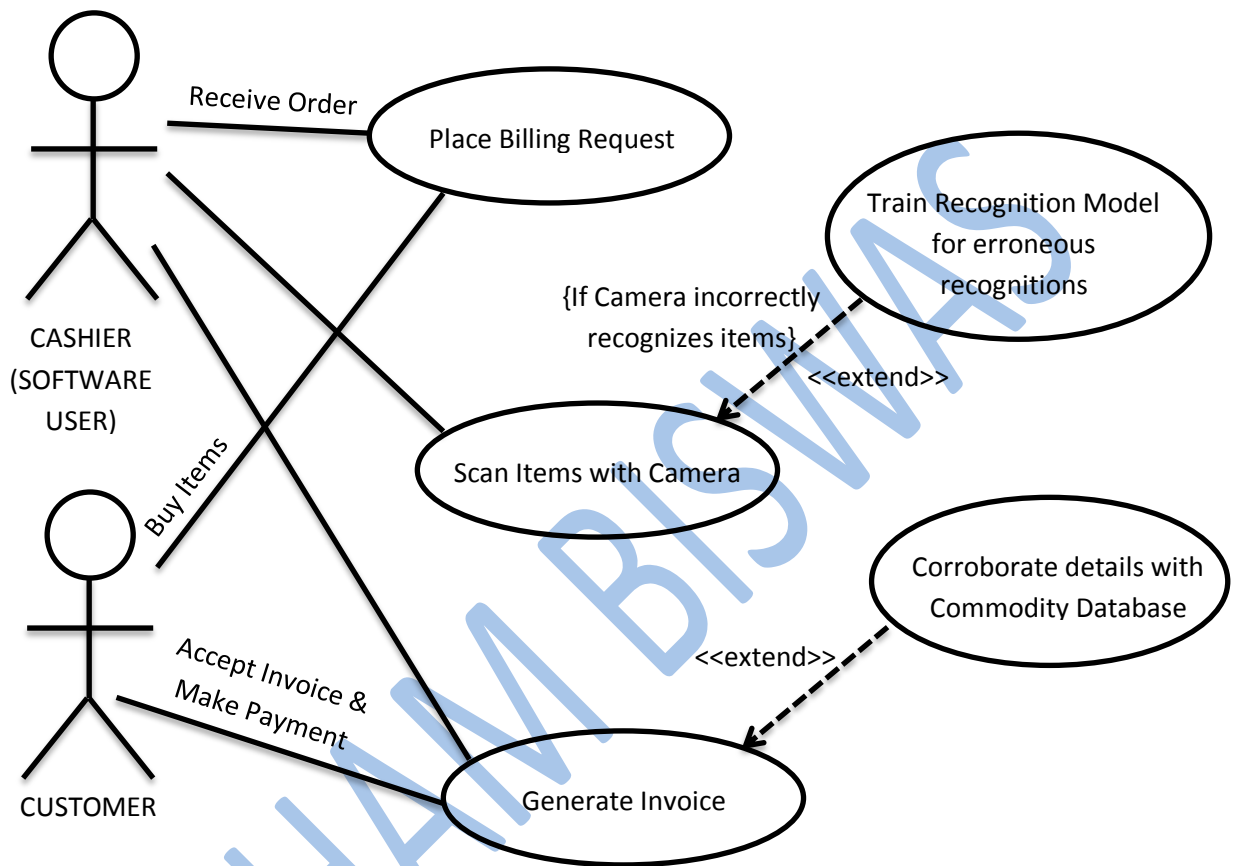 Receive Order
Place Billing Request
Train Recognition Model
for erroneous
recognitions
{If Camera incorrectly
recognizes items}
<<extend>>
CASHIER
(SOFTWARE
USER)
Scan Items with Camera
Buy Items
Corroborate details with
Commodity Database
<<extend>>
Accept Invoice &
Make Payment
Generate Invoice
CUSTOMER
HAM BISWAS